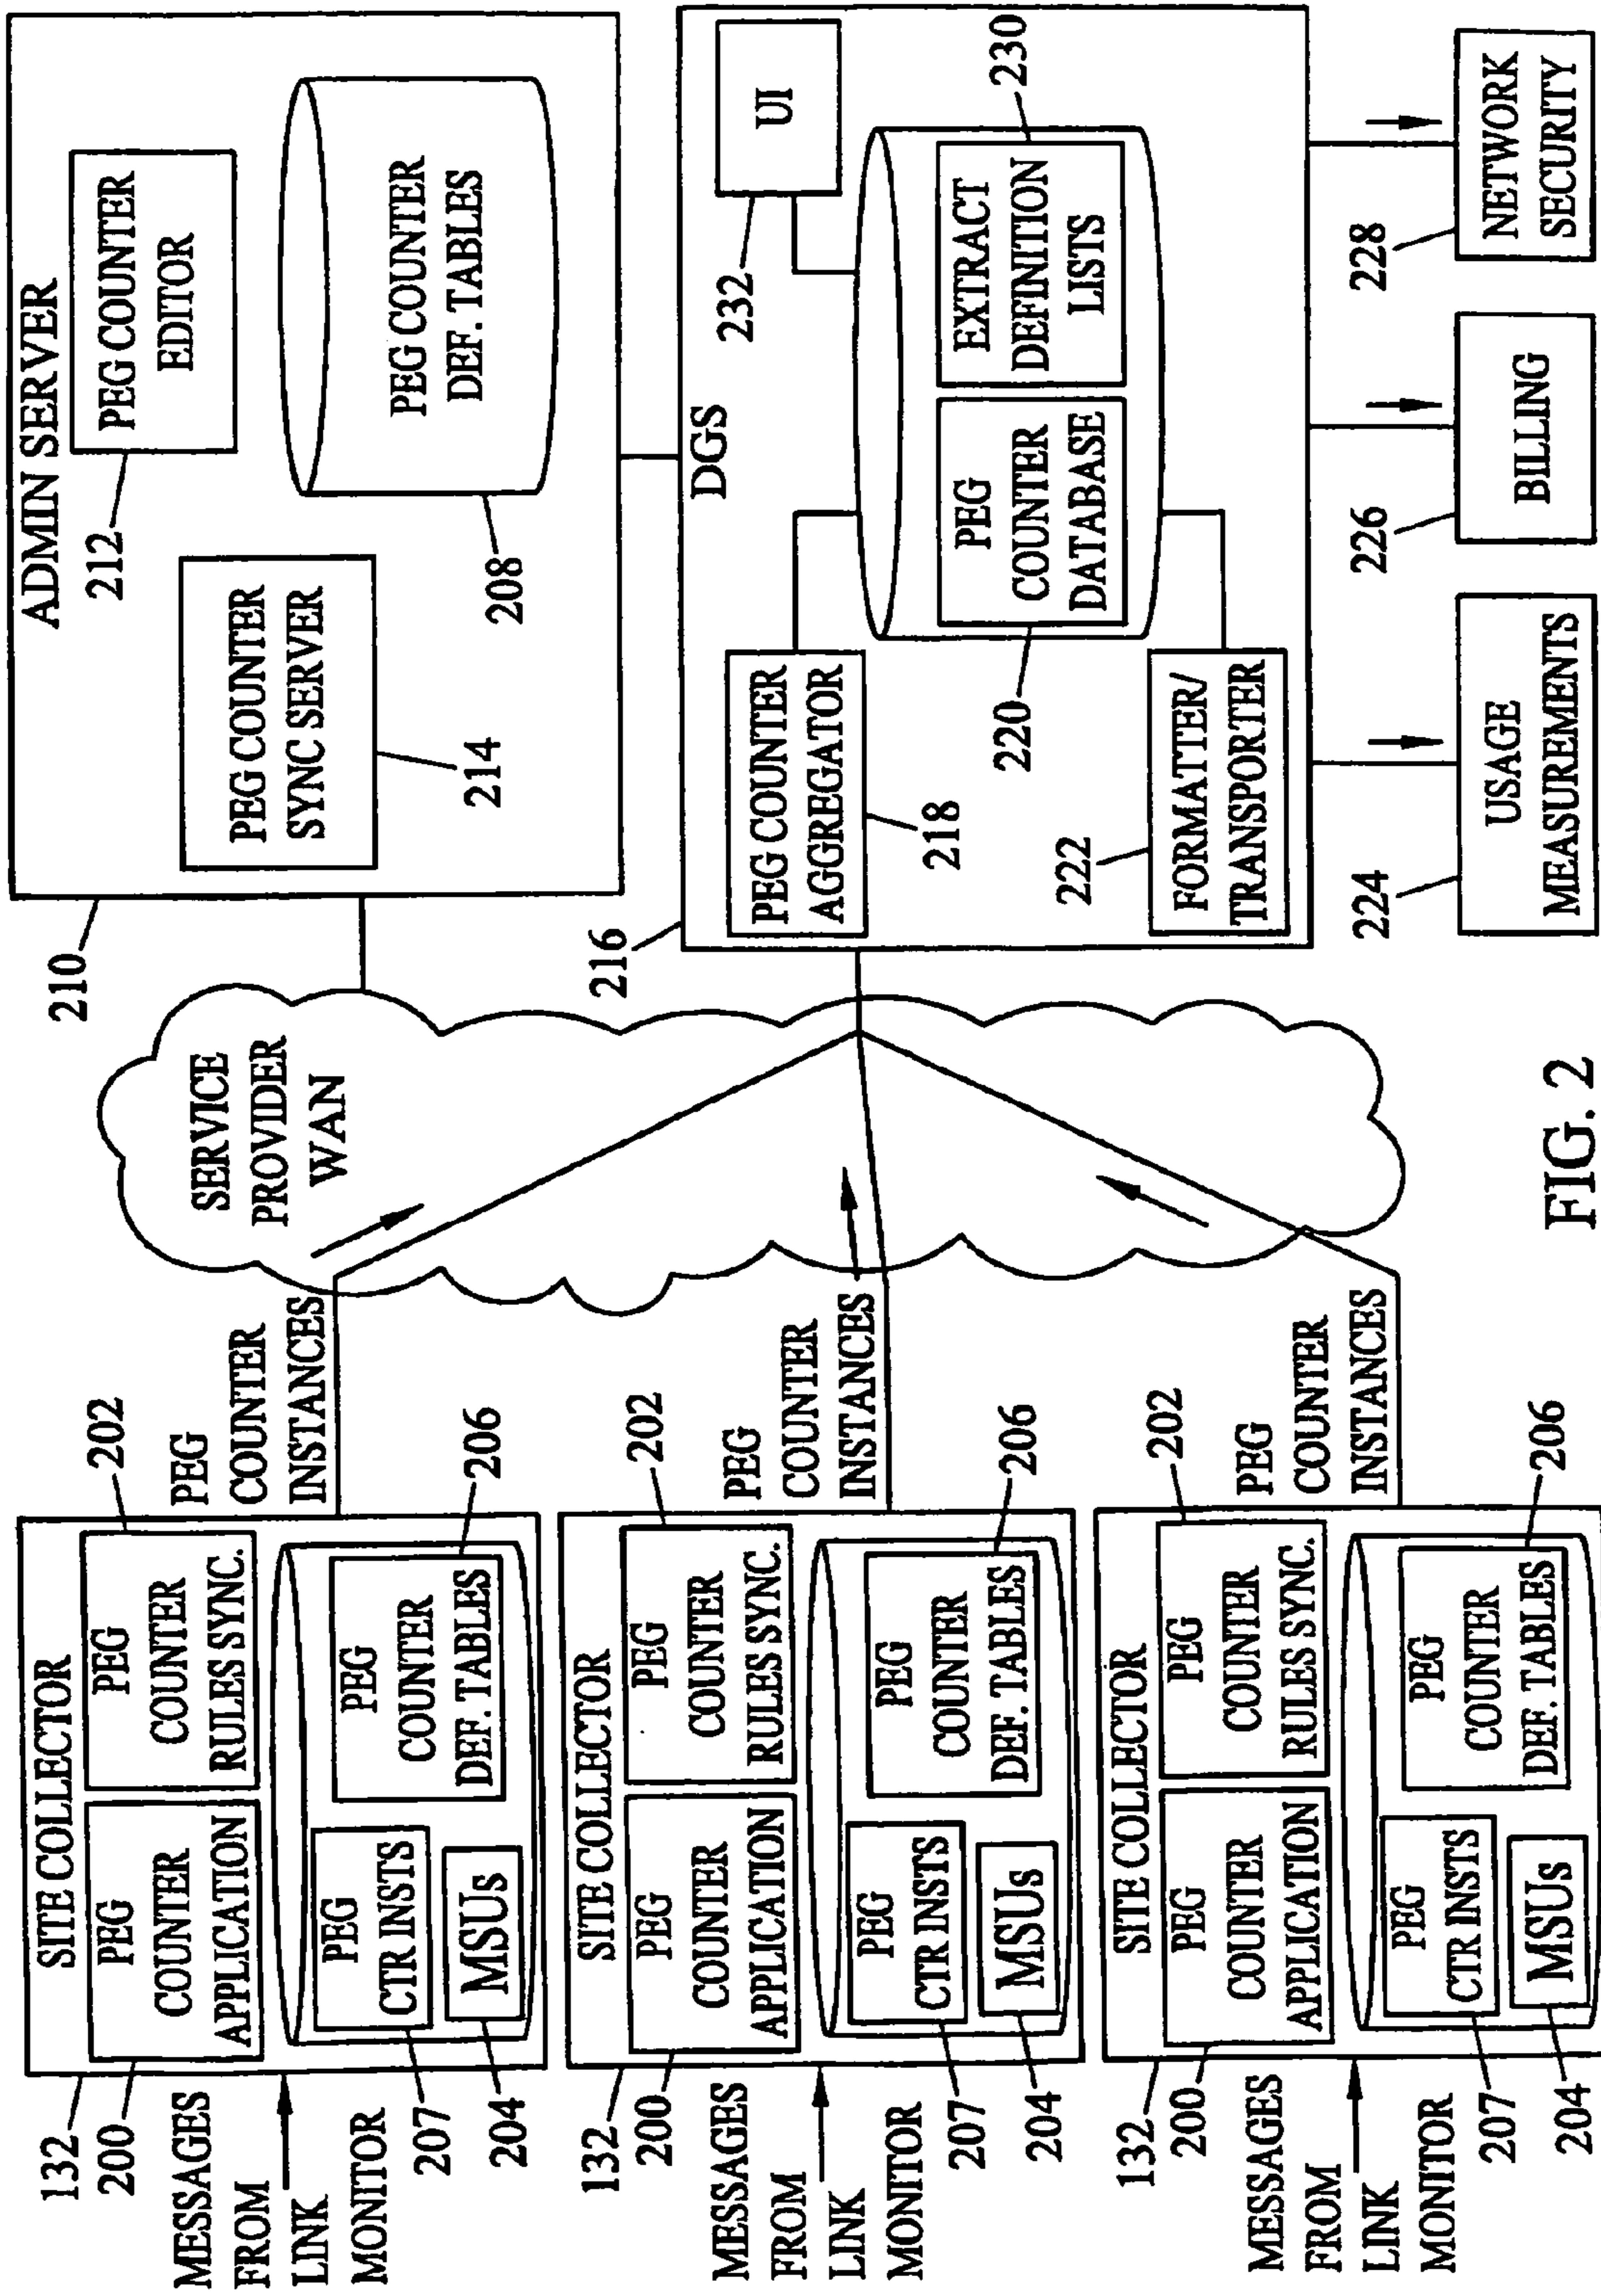 132
SITE COLLECTOR
PEG
COUNTER
APPLICATION
200
PEG
COUNTER
RULES SYNC.
202
MESSAGES
FROM
LINK
MONITOR
PEG
CTR INSTS
207
MSUs
204
PEG
COUNTER
DEF. TABLES
206
PEG
COUNTER
INSTANCES
132
SITE COLLECTOR
PEG
COUNTER
APPLICATION
200
PEG
COUNTER
RULES SYNC.
202
MESSAGES
FROM
LINK
MONITOR
PEG
CTR INSTS
207
MSUs
204
PEG
COUNTER
DEF. TABLES
206
PEG
COUNTER
INSTANCES
132
SITE COLLECTOR
PEG
COUNTER
APPLICATION
200
PEG
COUNTER
RULES SYNC.
202
MESSAGES
FROM
LINK
MONITOR
PEG
CTR INSTS
207
MSUs
204
PEG
COUNTER
DEF. TABLES
206
PEG
COUNTER
INSTANCES
SERVICE
PROVIDER
WAN
210
ADMIN SERVER
PEG COUNTER
SYNC SERVER
214
212
PEG COUNTER
EDITOR
PEG COUNTER
DEF. TABLES
208
216
DGS
PEG COUNTER
AGGREGATOR
218
232
UI
PEG
COUNTER
DATABASE
220
EXTRACT
DEFINITION
LISTS
230
222
FORMATTER/
TRANSPORTER
224
USAGE
MEASUREMENTS
226
BILLING
228
NETWORK
SECURITY
FIG. 2